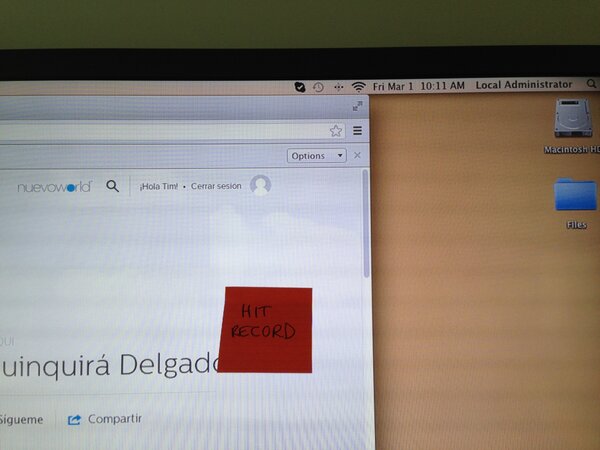 Fri Mar 1 10:11 AM Local Administrator
Options
nuevoworld
¡Hola Tim! • Cerrar sesión
Macintosh HD
Files
HIT
RECORD
QUI
uinquirá Delgado
Sígueme
Compartir